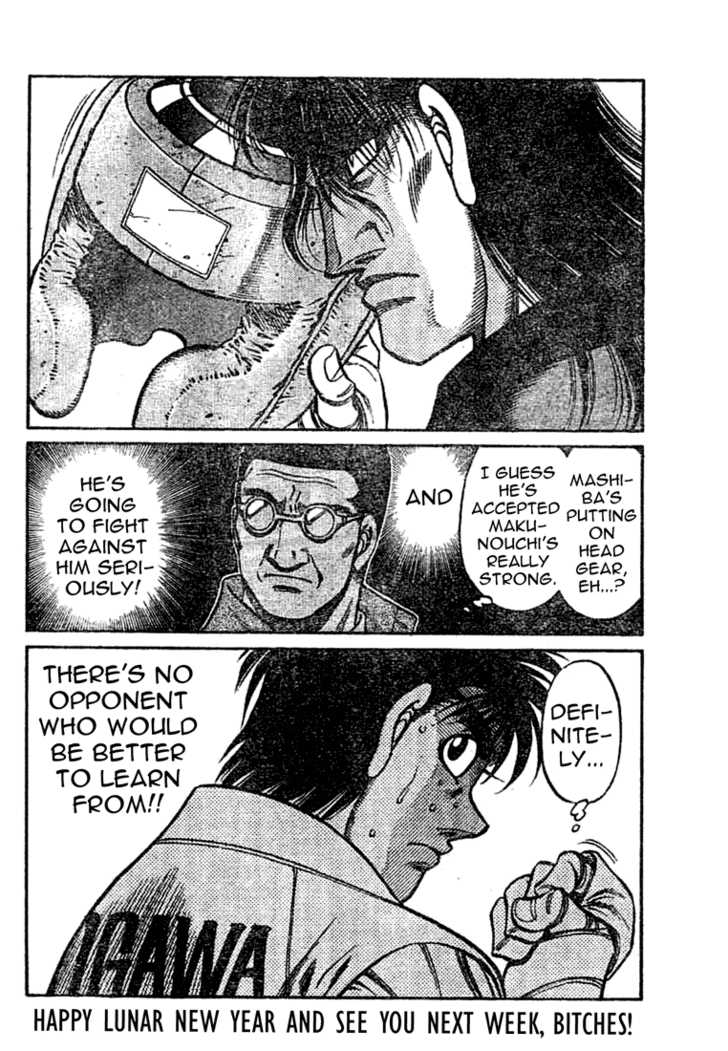 MASHI-
BA'S
PUTTING
ON
HEAD
GEAR,
EH...?
I GUESS
HE'S
ACCEPTED
MAKU-
NOUCHI'S
REALLY
STRONG.
AND
HE'S
GOING
TO FIGHT
AGAINST
HIM SERI-
OUSLY!
DEFI-
NITE-
LY...
THERE'S NO
OPPONENT
WHO WOULD
BE BETTER
TO LEARN
FROM!!
IGAWA
HAPPY LUNAR NEW YEAR AND SEE YOU NEXT WEEK, BITCHES!